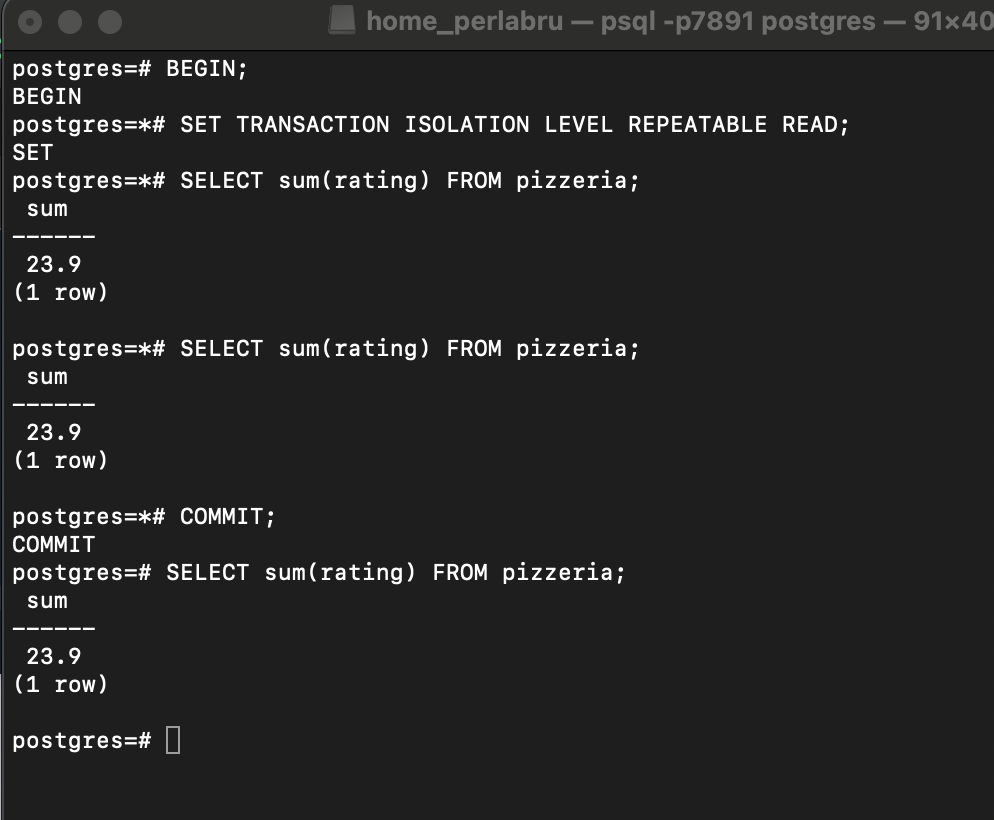 home_perlabru — psql -p7891 postgres — 91×40
postgres=# BEGIN;
BEGIN
postgres=*# SET TRANSACTION ISOLATION LEVEL REPEATABLE READ;
SET
postgres=*# SELECT sum(rating) FROM pizzeria;
 sum
------
 23.9
(1 row)

postgres=*# SELECT sum(rating) FROM pizzeria;
 sum
------
 23.9
(1 row)

postgres=*# COMMIT;
COMMIT
postgres=# SELECT sum(rating) FROM pizzeria;
 sum
------
 23.9
(1 row)

postgres=#